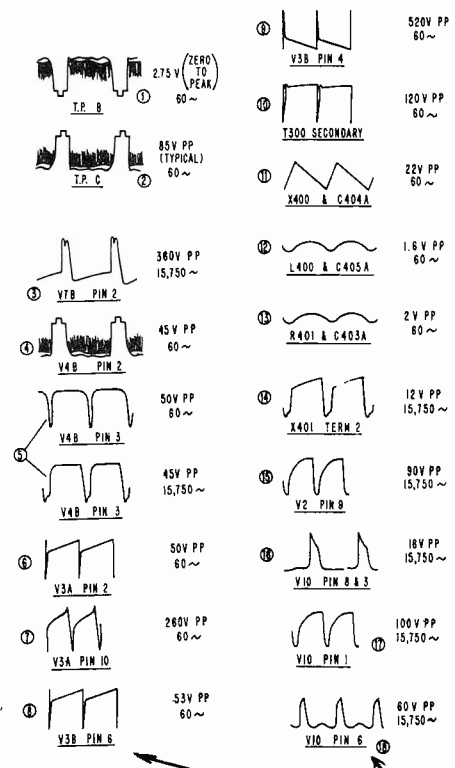 2.75 V (ZERO TO PEAK)
60~
①
T.P. B
85V PP
(TYPICAL)
60~
②
T.P. C
360V PP
15,750~
③ V7B PIN 2
④
45V PP
60~
V4B PIN 2
50V PP
60~
V4B PIN 3
⑤
45V PP
15,750~
V4B PIN 3
⑥
50V PP
60~
V3A PIN 2
⑦
260V PP
60~
V3A PIN 10
⑧
.53V PP
60~
V3B PIN 6
⑨
520V PP
60~
V3B PIN 4
⑩
120V PP
60~
T300 SECONDARY
⑪
22V PP
60~
X400 & C404A
⑫
1.6 V PP
60~
L400 & C405A
⑬
2V PP
60~
R401 & C403A
⑭
12V PP
15,750~
X401 TERM 2
⑮
90V PP
15,750~
V2 PIN 9
⑯
16V PP
15,750~
V10 PIN 8 & 3
100V PP
⑰ 15,750~
V10 PIN 1
60V PP
15,750~
V10 PIN 6 ⑱